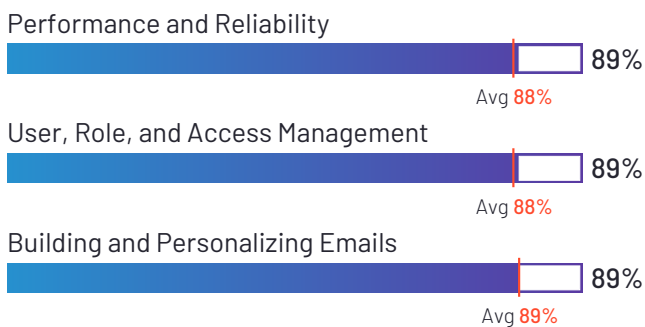 Performance and Reliability
89%
Avg 88%
User, Role, and Access Management
89%
Avg 88%
Building and Personalizing Emails
89%
Avg 89%